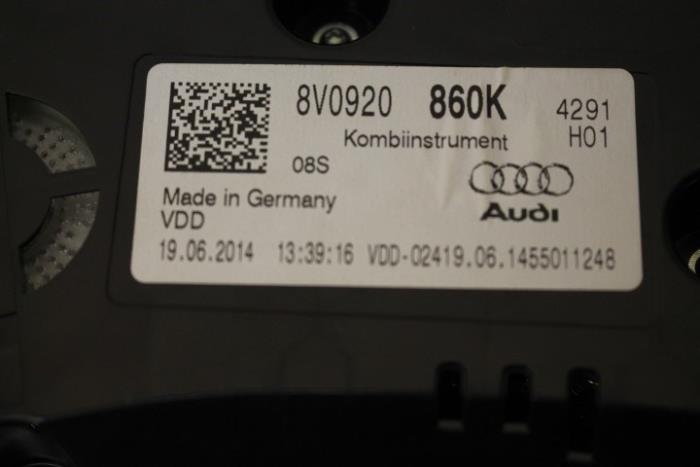 8V0920 860K 4291
Kombiinstrument H01
08S
Audi
Made in Germany
VDD
19.06.2014 13:39:16 VDD-02419.06.1455011248